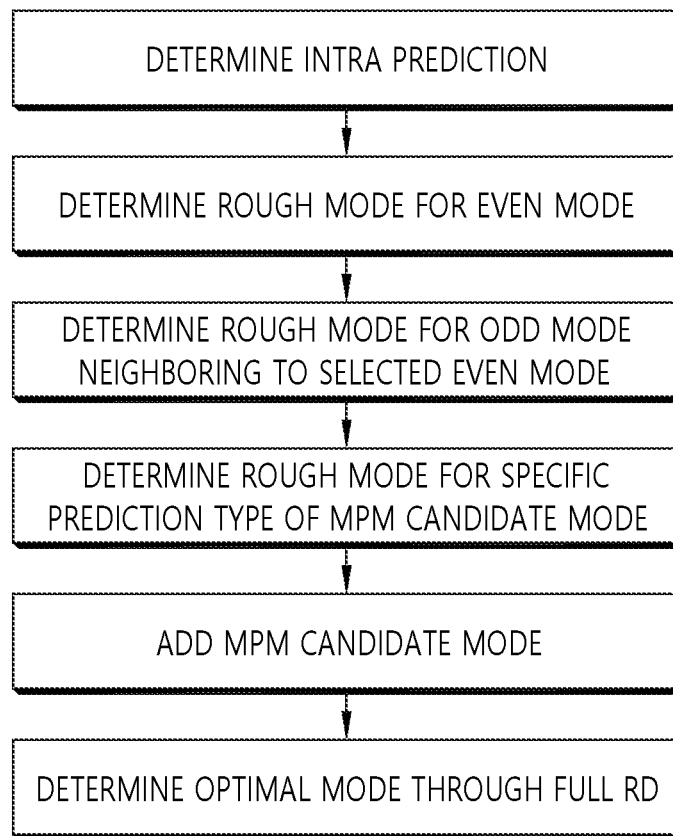 DETERMINE INTRA PREDICTION
DETERMINE ROUGH MODE FOR EVEN MODE
DETERMINE ROUGH MODE FOR ODD MODE
NEIGHBORING TO SELECTED EVEN MODE
DETERMINE ROUGH MODE FOR SPECIFIC
PREDICTION TYPE OF MPM CANDIDATE MODE
ADD MPM CANDIDATE MODE
DETERMINE OPTIMAL MODE THROUGH FULL RD